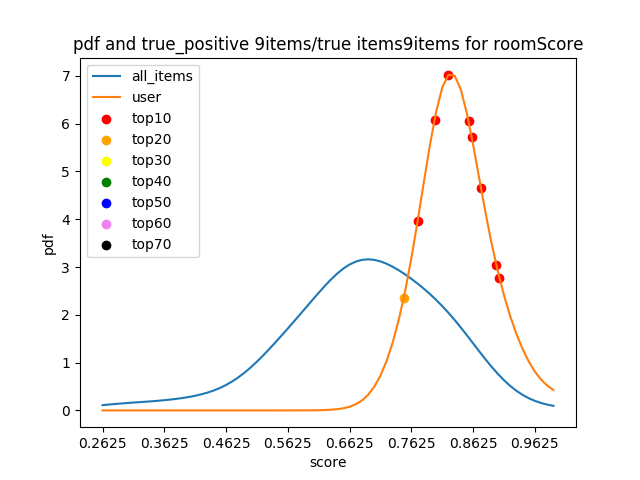 pdf and true_positive 9items/true items9items for roomScore
all_items
user
top10
top20
top30
top40
top50
top60
top70
pdf
7
6
5
4
3
2
1
0
0.2625 0.3625 0.4625 0.5625 0.6625 0.7625 0.8625 0.9625
score